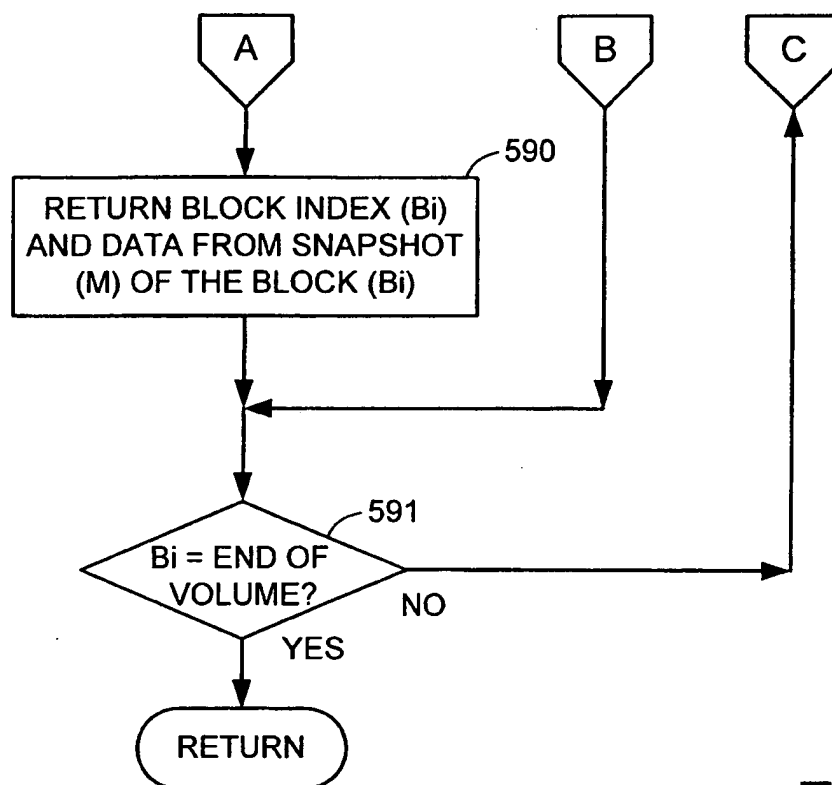 A
B
C
590
RETURN BLOCK INDEX (Bi)
AND DATA FROM SNAPSHOT
(M) OF THE BLOCK (Bi)
591
Bi = END OF
VOLUME?
NO
YES
RETURN